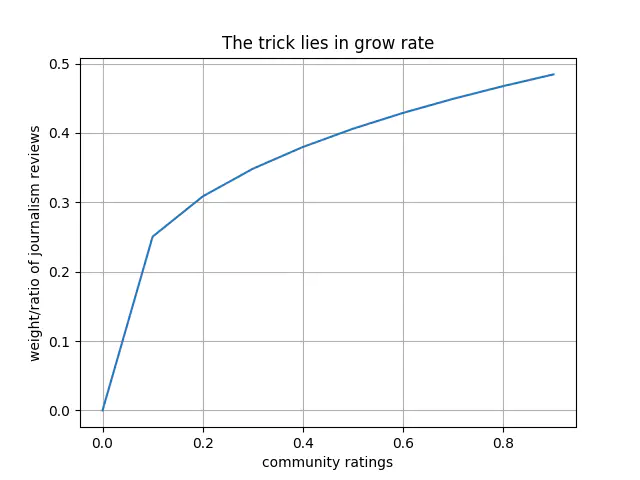 The trick lies in grow rate
0.5
0.4
0.3
0.2
0.1
0.0
weight/ratio of journalism reviews
0.0 0.2 0.4 0.6 0.8
community ratings